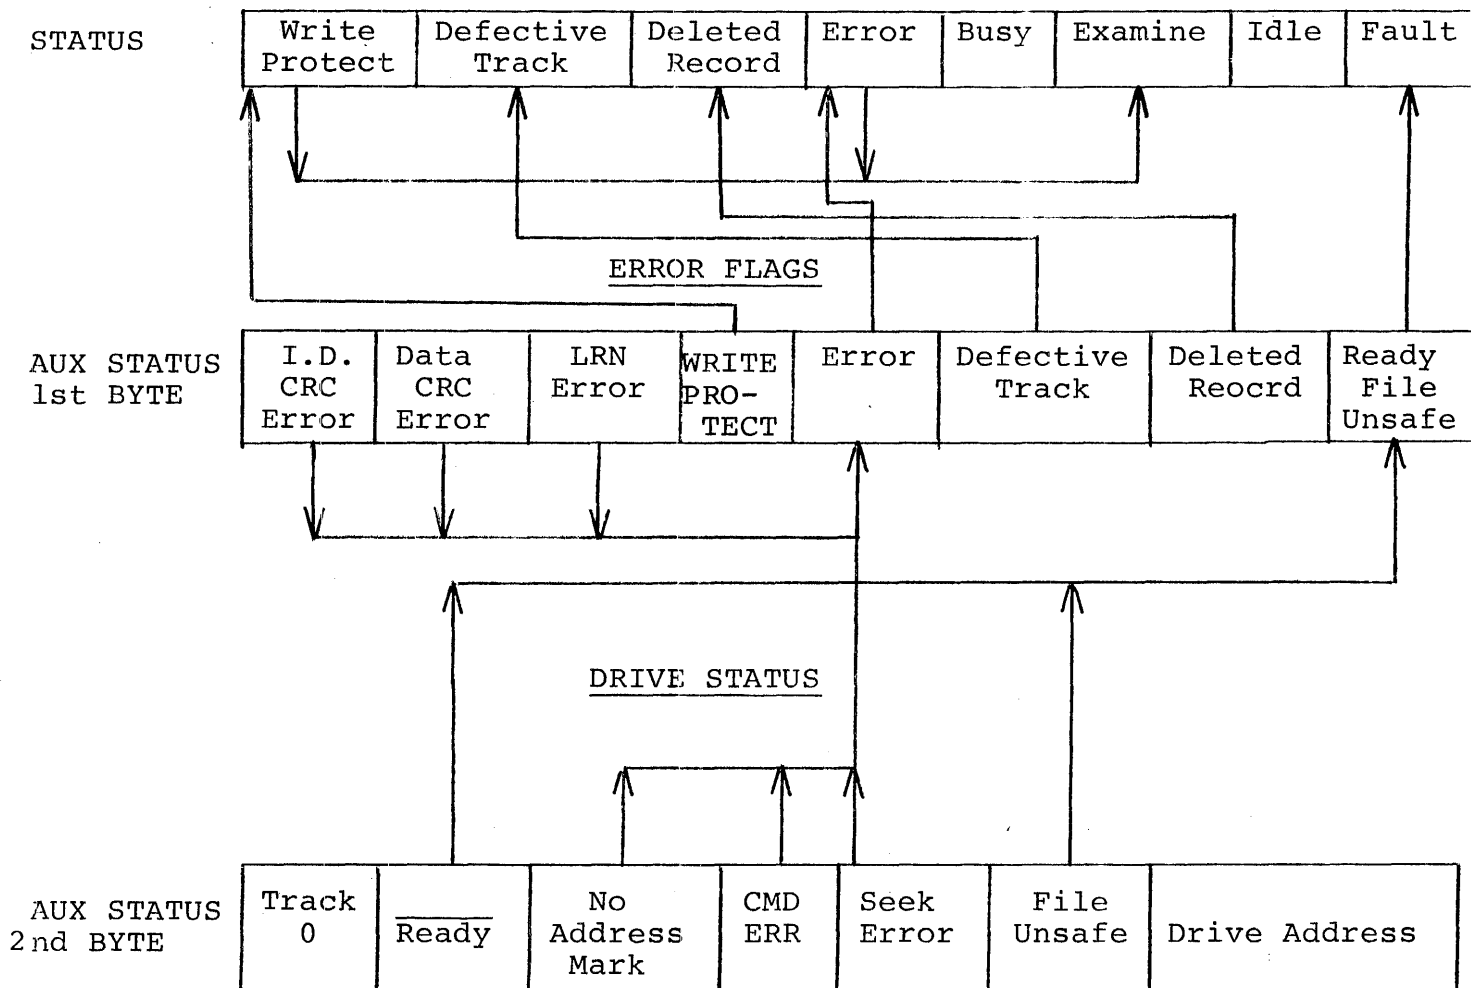 STATUS
Write Protect
Defective Track
Deleted Record
Error
Busy
Examine
Idle
Fault
ERROR FLAGS
AUX STATUS
1st BYTE
I.D.
CRC
Error
Data
CRC
Error
LRN
Error
WRITE
PRO-
TECT
Error
Defective
Track
Deleted
Reocrd
Ready
File
Unsafe
DRIVE STATUS
AUX STATUS
2nd BYTE
Track
0
Ready
No
Address
Mark
CMD
ERR
Seek
Error
File
Unsafe
Drive Address